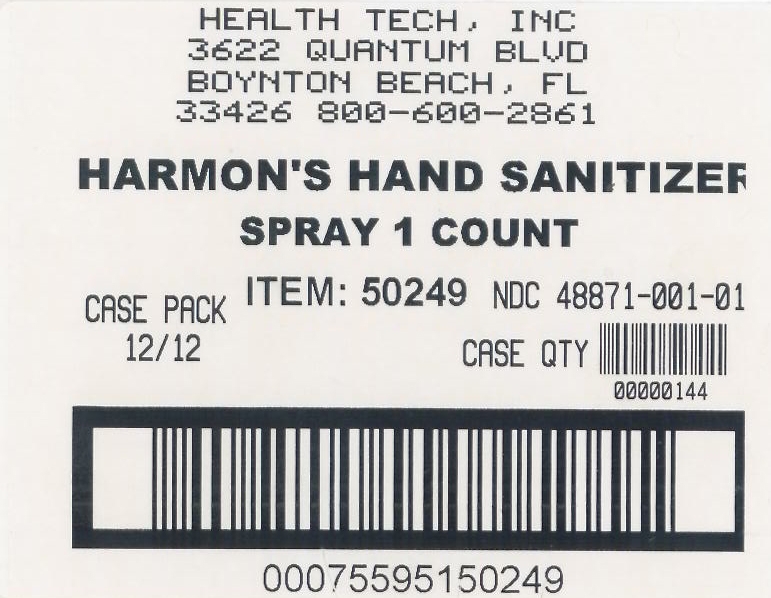 HEALTH TECH, INC
3622 QUANTUM BLVD
BOYNTON BEACH, FL
33426 800-600-2861
HARMON'S HAND SANITIZER
SPRAY 1 COUNT
ITEM: 50249 NDC 48871-001-01
CASE PACK
12/12
CASE QTY
00000144
00075595150249